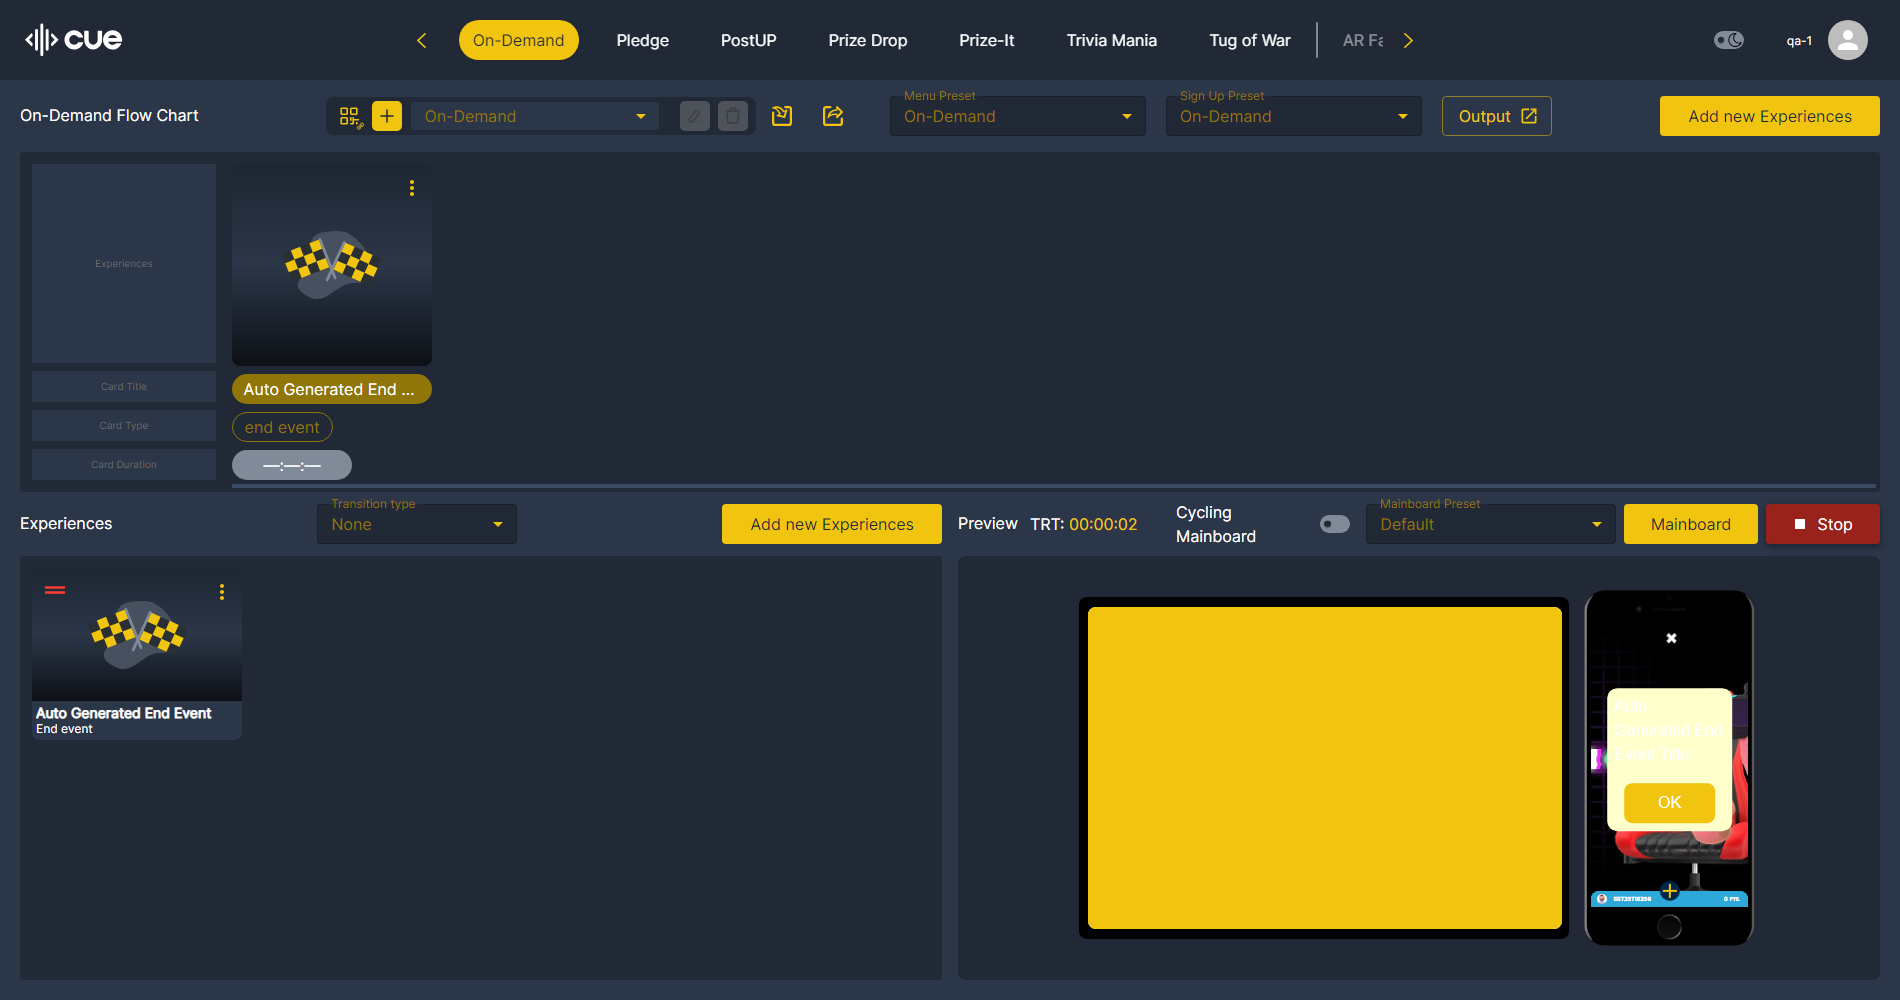 cue
On-Demand
Pledge
PostUP
Prize Drop
Prize-It
Trivia Mania
Tug of War
AR Fa
qa-1
On-Demand Flow Chart
On-Demand
Menu Preset
On-Demand
Sign Up Preset
On-Demand
Output
Add new Experiences
Experiences
Card Title
Auto Generated End ...
Card Type
end event
Card Duration
—:—:—
Experiences
Transition type
None
Add new Experiences
Preview
TRT: 00:00:02
Cycling
Mainboard
Mainboard Preset
Default
Mainboard
Stop
Auto Generated End Event
End event
Auto
Generated End
Event Title
OK
55739718398
0 PTS.